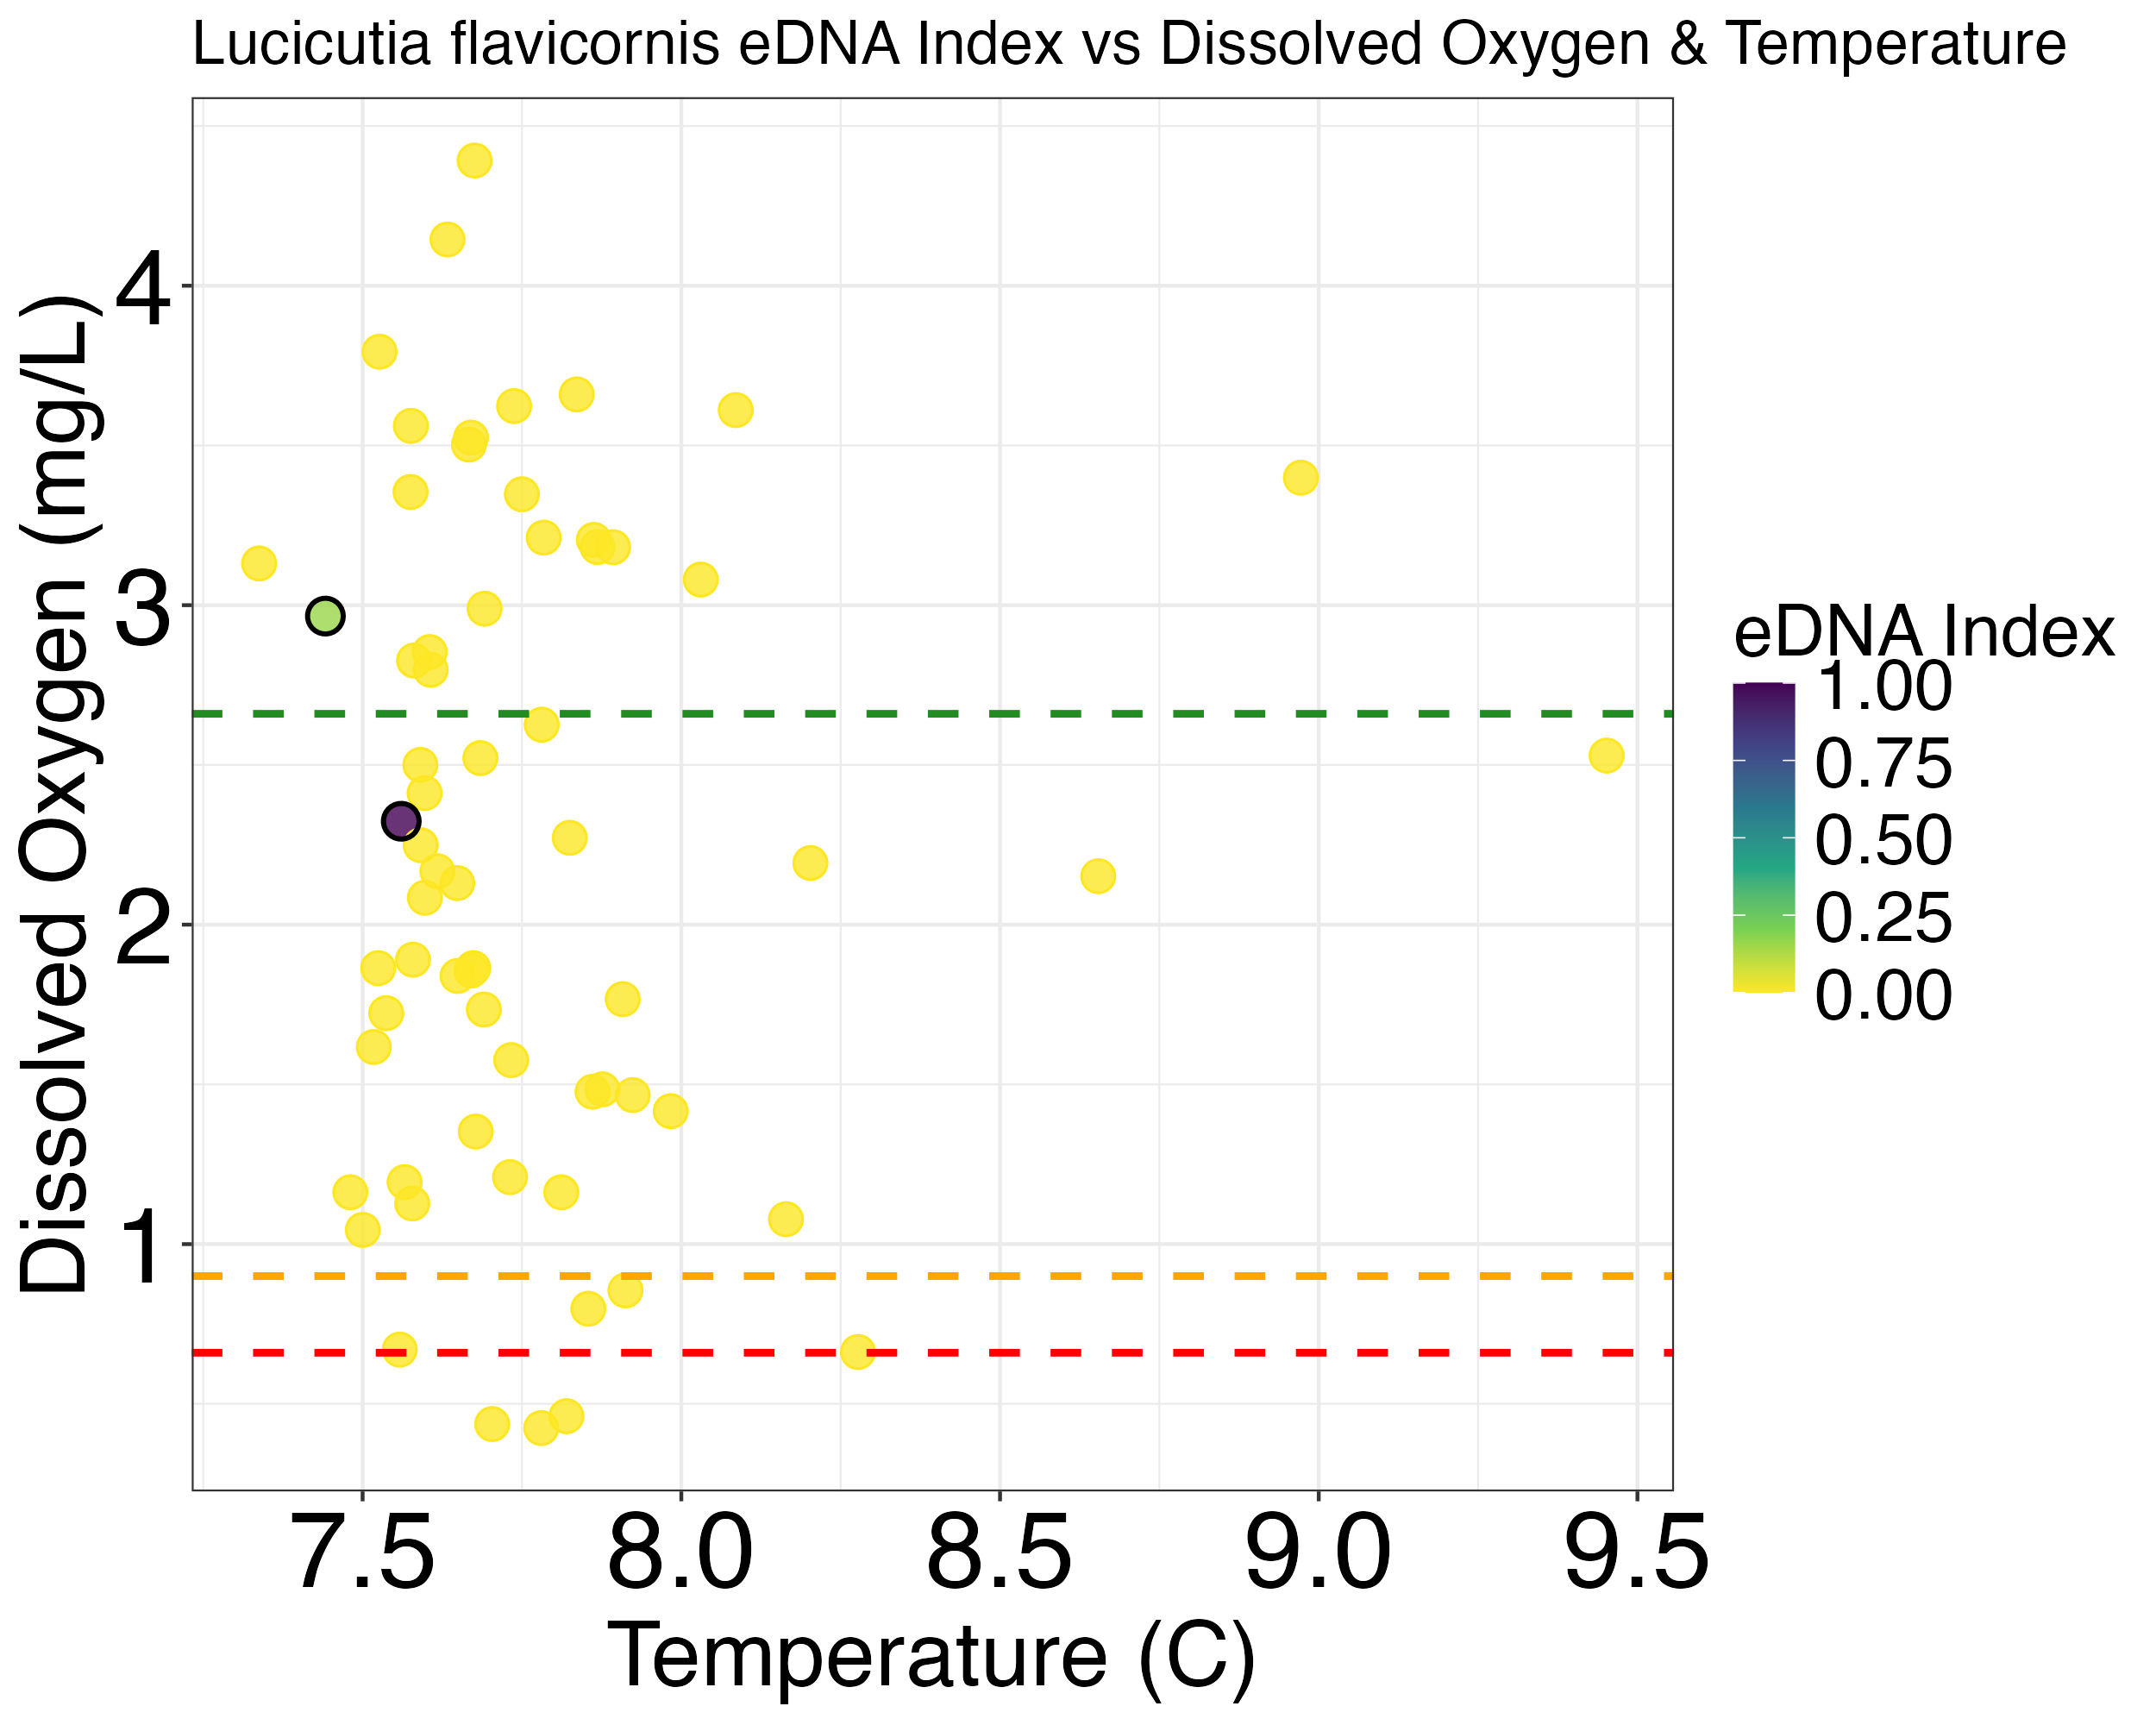 Lucicutia flavicornis eDNA Index vs Dissolved Oxygen & Temperature
Dissolved Oxygen (mg/L)
4
3
2
1
7.5 8.0 8.5 9.0 9.5
Temperature (C)
eDNA Index
1.00
0.75
0.50
0.25
0.00